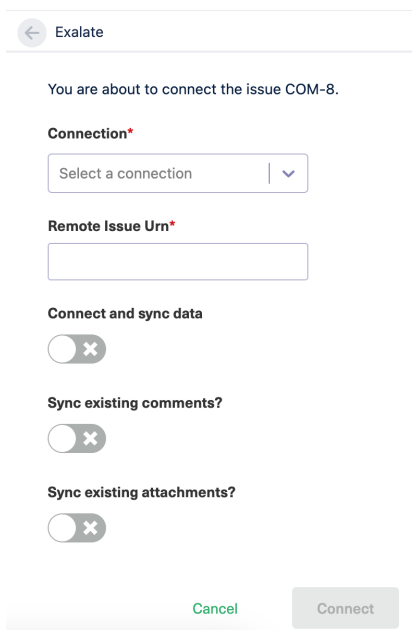 Exalate
You are about to connect the issue COM-8.
Connection*
Select a connection
Remote Issue Urn*
Connect and sync data
Sync existing comments?
Sync existing attachments?
Cancel
Connect